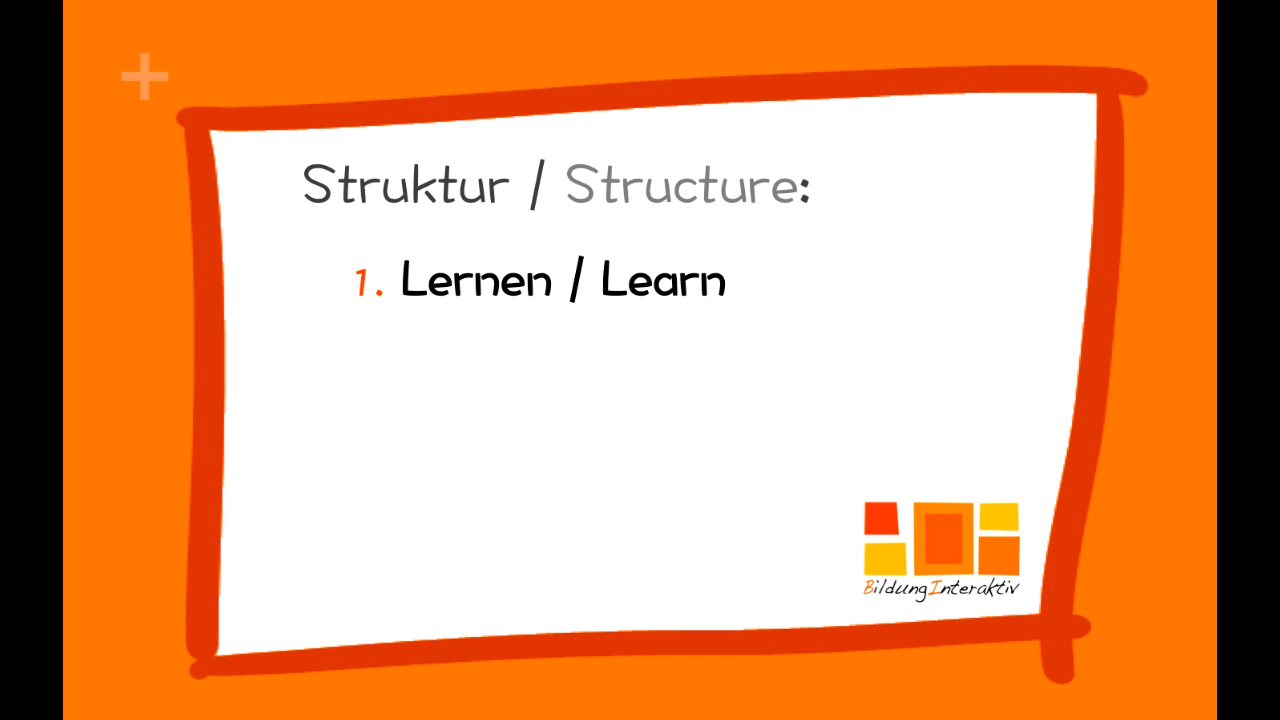 Struktur / Structure:
1. Lernen / Learn
BildungInteraktiv